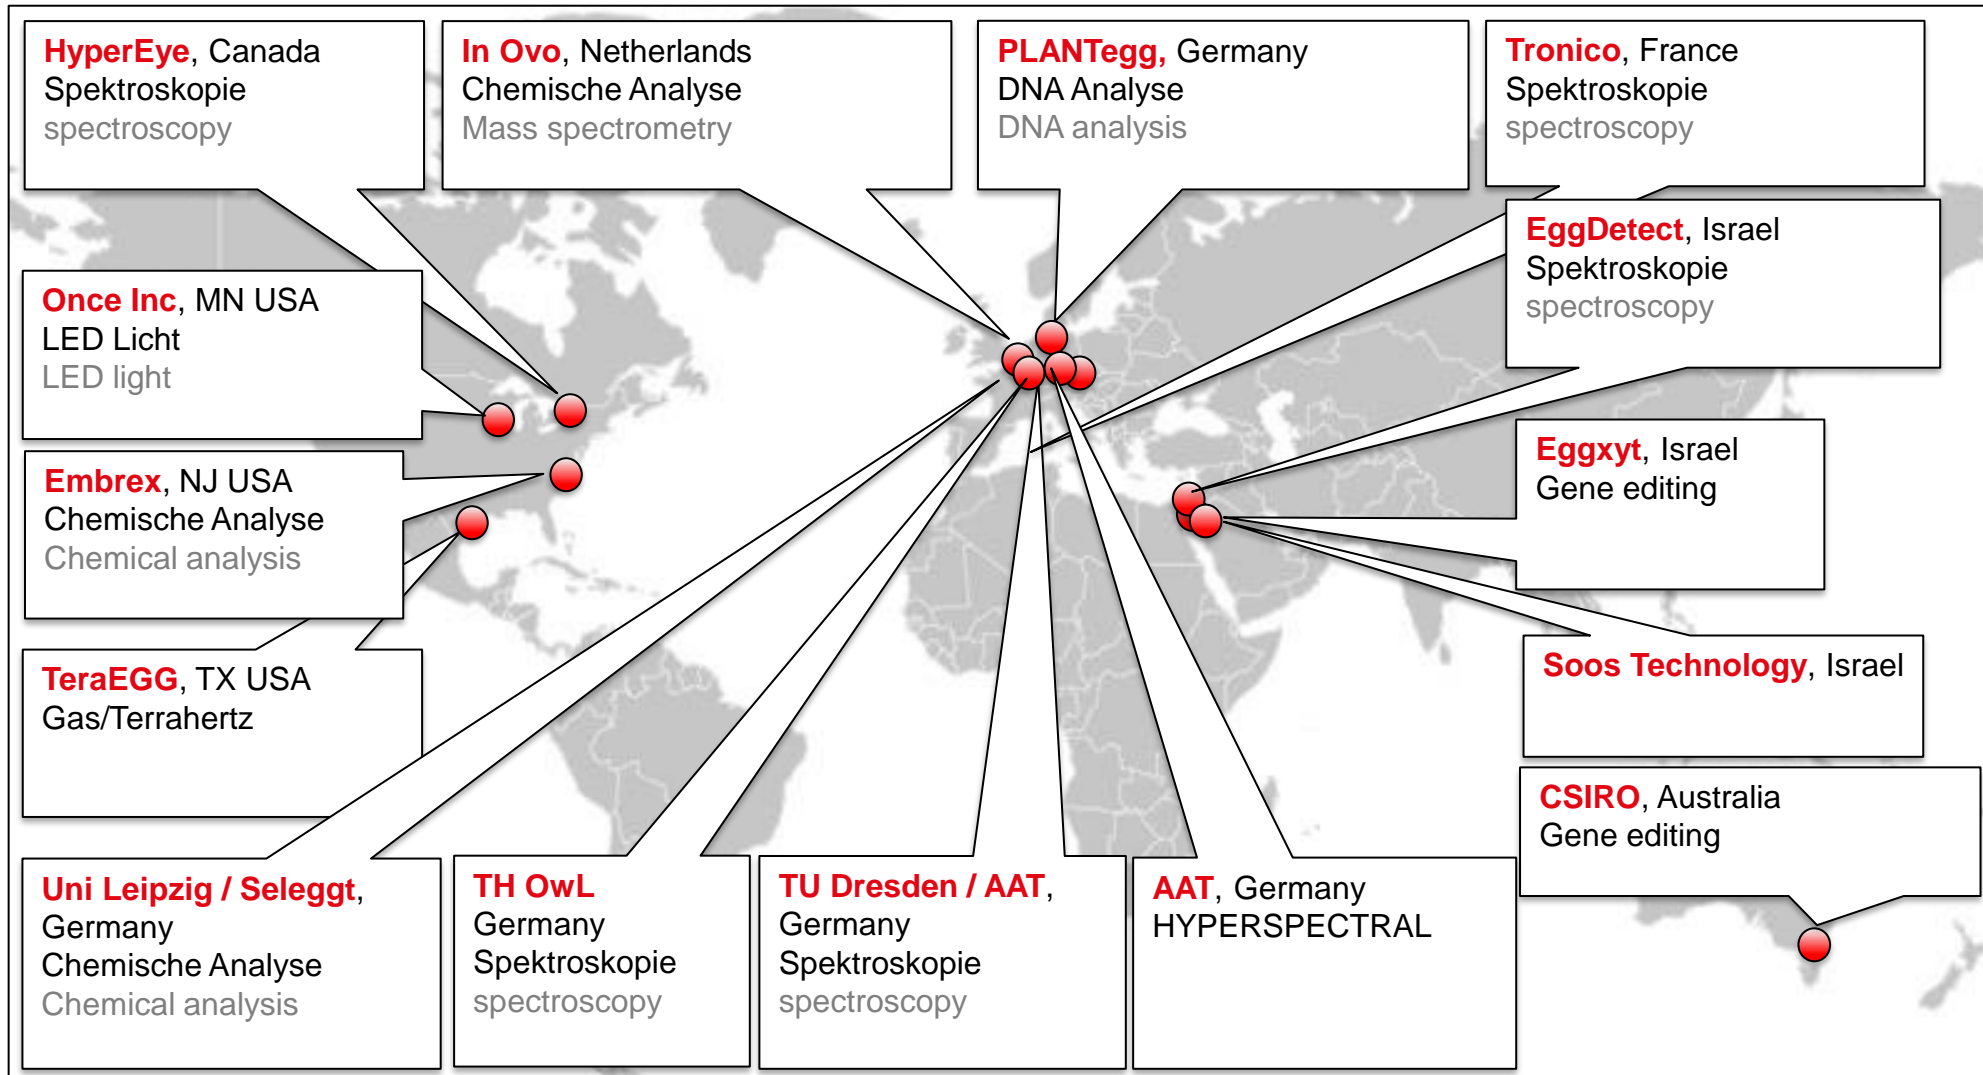 HyperEye, Canada
Spektroskopie
spectroscopy
In Ovo, Netherlands
Chemische Analyse
Mass spectrometry
PLANTegg, Germany
DNA Analyse
DNA analysis
Tronico, France
Spektroskopie
spectroscopy
EggDetect, Israel
Spektroskopie
spectroscopy
Once Inc, MN USA
LED Licht
LED light
Eggxyt, Israel
Gene editing
Embrex, NJ USA
Chemische Analyse
Chemical analysis
Soos Technology, Israel
TeraEGG, TX USA
Gas/Terrahertz
CSIRO, Australia
Gene editing
Uni Leipzig / Seleggt,
Germany
Chemische Analyse
Chemical analysis
TH OwL
Germany
Spektroskopie
spectroscopy
TU Dresden / AAT,
Germany
Spektroskopie
spectroscopy
AAT, Germany
HYPERSPECTRAL